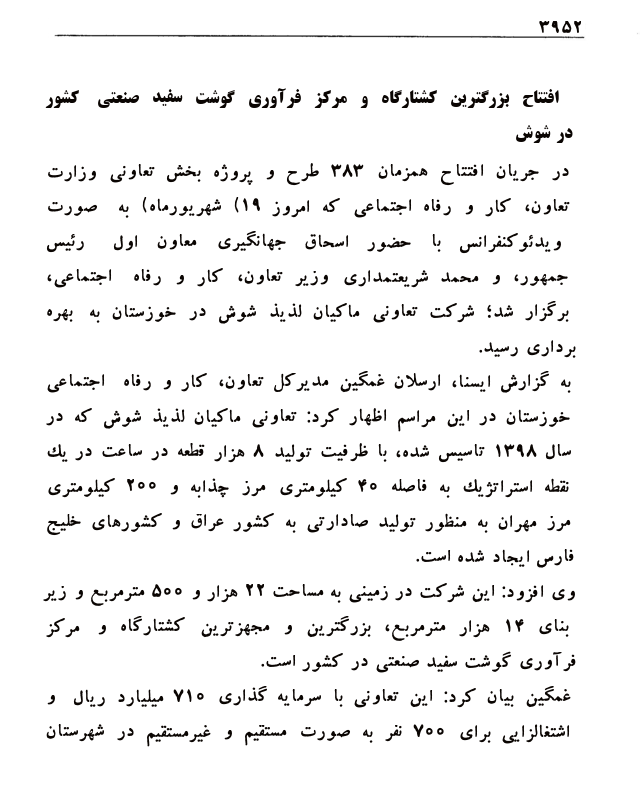 ۳۹۵۲
افتتاح بزرگترین کشتارگاه و مرکز فرآوری گوشت سفید صنعتی کشور
در شوش
در جریان افتتاح همزمان ۳۸۳ طرح و پروژه بخش تعاونی وزارت
تعاون، کار و رفاه اجتماعی که امروز ۱۹) شهریورماه) به صورت
ویدئوکنفرانس با حضور اسحاق جهانگیری معاون اول رئیس
جمهور، و محمد شریعتمداری وزیر تعاون، کار و رفاه اجتماعی،
برگزار شد؛ شرکت تعاونی ماکیان لذیذ شوش در خوزستان به بهره
برداری رسید.
به گزارش ایسنا، ارسلان غمگین مدیرکل تعاون، کار و رفاه اجتماعی
خوزستان در این مراسم اظهار کرد: تعاونی ماکیان لذیذ شوش که در
سال ۱۳۹۸ تاسیس شده، با ظرفیت تولید ۸ هزار قطعه در ساعت در یك
نقطه استراتژیك به فاصله ۴۰ کیلومتری مرز چذابه و ۲۰۰ کیلومتری
مرز مهران به منظور تولید صادارتی به کشور عراق و کشورهای خلیج
فارس ایجاد شده است.
وی افزود: این شرکت در زمینی به مساحت ۲۲ هزار و ۵۰۰ مترمربع و زیر
بنای ۱۴ هزار مترمربع، بزرگترین و مجهزترین کشتارگاه و مرکز
فرآوری گوشت سفید صنعتی در کشور است.
غمگین بیان کرد: این تعاونی با سرمایه گذاری ۷۱۰ میلیارد ریال و
اشتغالزایی برای ۷۰۰ نفر به صورت مستقیم و غیرمستقیم در شهرستان